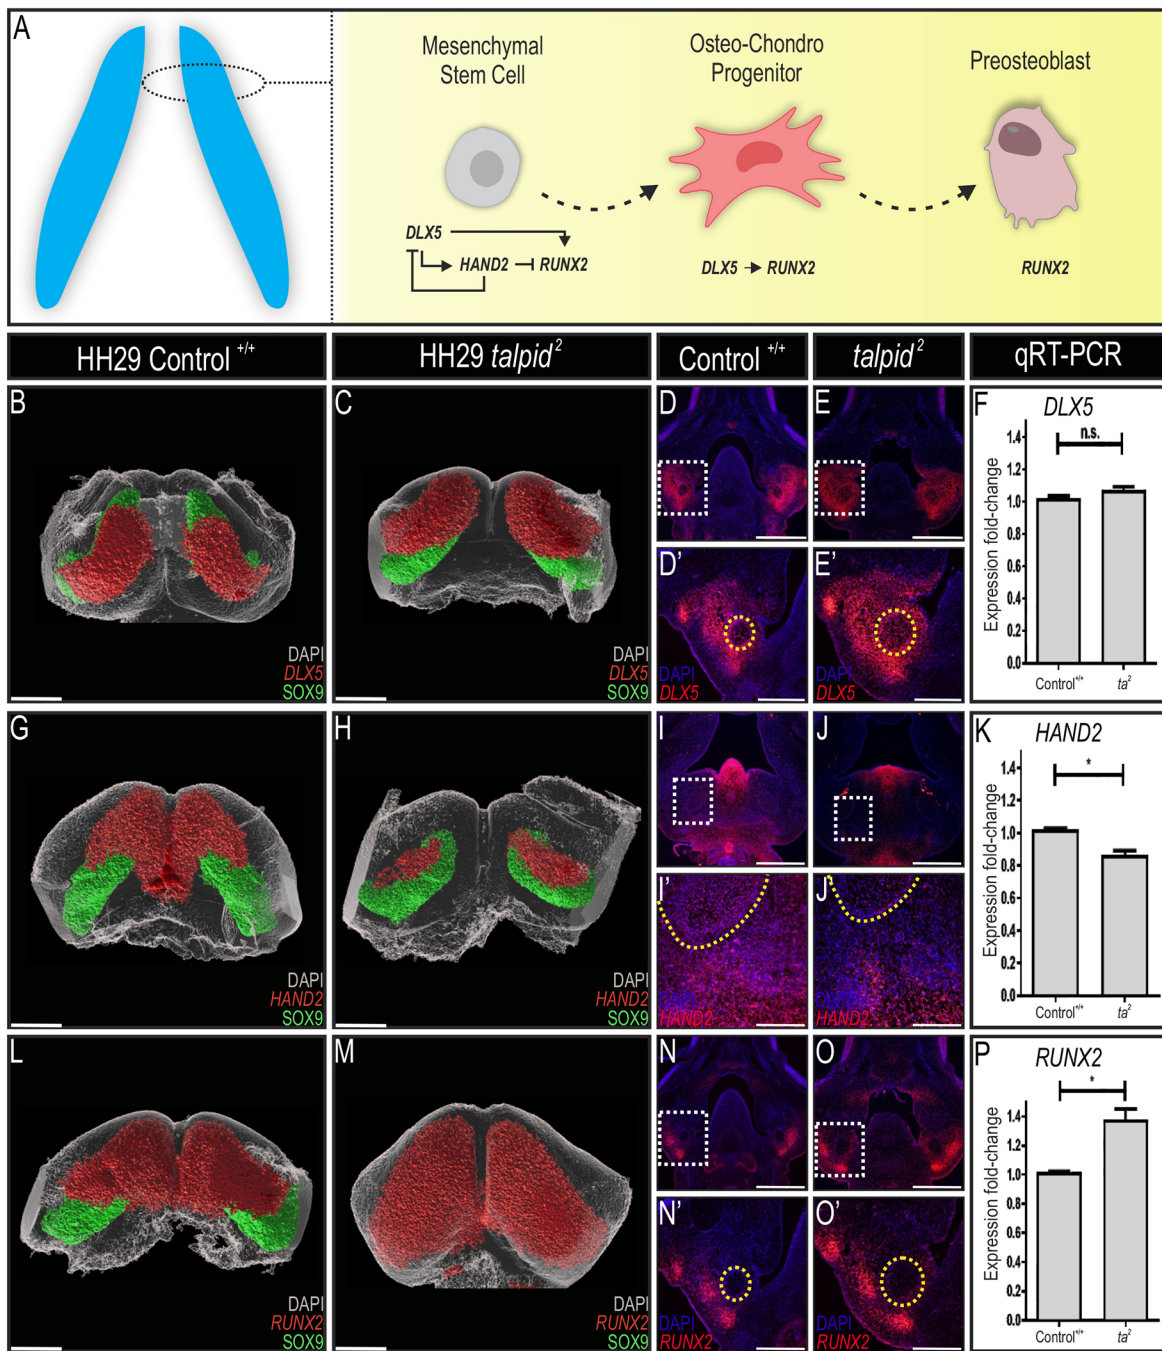 A
Mesenchymal
Stem Cell
Osteo-Chondro
Progenitor
Preosteoblast
DLX5
HAND2
RUNX2
DLX5
RUNX2
RUNX2
HH29 Control +/+
HH29 talpid²
Control +/+
talpid²
qRT-PCR
B
DAPI
DLX5
SOX9
C
DAPI
DLX5
SOX9
D
E
D'
DAPI
DLX5
E'
DAPI
DLX5
F
DLX5
n.s.
Expression fold-change
1.4
1.2
1.0
0.8
0.6
0.4
0.2
0.0
Control+/+
ta²
G
DAPI
HAND2
SOX9
H
DAPI
HAND2
SOX9
I
J
I'
DAPI
HAND2
J'
DAPI
HAND2
K
HAND2
*
Expression fold-change
1.4
1.2
1.0
0.8
0.6
0.4
0.2
0.0
Control+/+
ta²
L
DAPI
RUNX2
SOX9
M
DAPI
RUNX2
SOX9
N
O
N'
DAPI
RUNX2
O'
DAPI
RUNX2
P
RUNX2
*
Expression fold-change
1.4
1.2
1.0
0.8
0.6
0.4
0.2
0.0
Control+/+
ta²